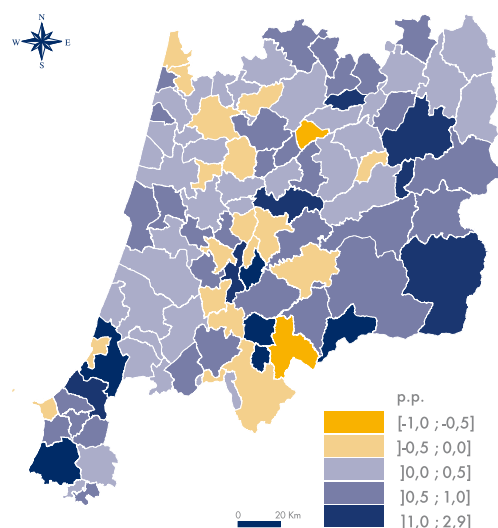 N
W E
S
p.p.
[-1,0 ; -0,5]
]-0,5 ; 0,0]
]0,0 ; 0,5]
]0,5 ; 1,0]
]1,0 ; 2,9]
0 20 Km